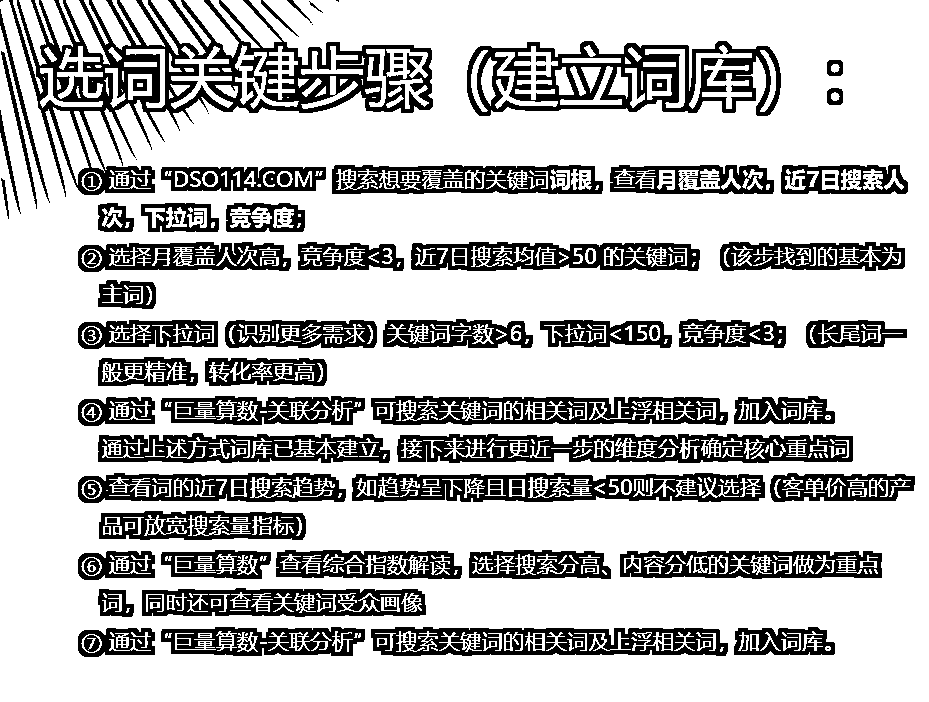 选词关键步骤（建立词库）：
① 通过“DSO114.COM”搜索想要覆盖的关键词词根，查看月覆盖人次，近7日搜索人
次，下拉词，竞争度；
② 选择月覆盖人次高，竞争度<3，近7日搜索均值>50 的关键词；（该步找到的基本为
主词）
③ 选择下拉词（识别更多需求）关键词字数>6，下拉词<150，竞争度<3；（长尾词一
般更精准，转化率更高）
④ 通过“巨量算数-关联分析”可搜索关键词的相关词及上浮相关词，加入词库。
通过上述方式词库已基本建立，接下来进行更近一步的维度分析确定核心重点词
⑤ 查看词的近7日搜索趋势，如趋势呈下降且日搜索量<50则不建议选择（客单价高的产
品可放宽搜索量指标）
⑥ 通过“巨量算数”查看综合指数解读，选择搜索分高、内容分低的关键词做为重点
词，同时还可查看关键词受众画像
⑦ 通过“巨量算数-关联分析”可搜索关键词的相关词及上浮相关词，加入词库。